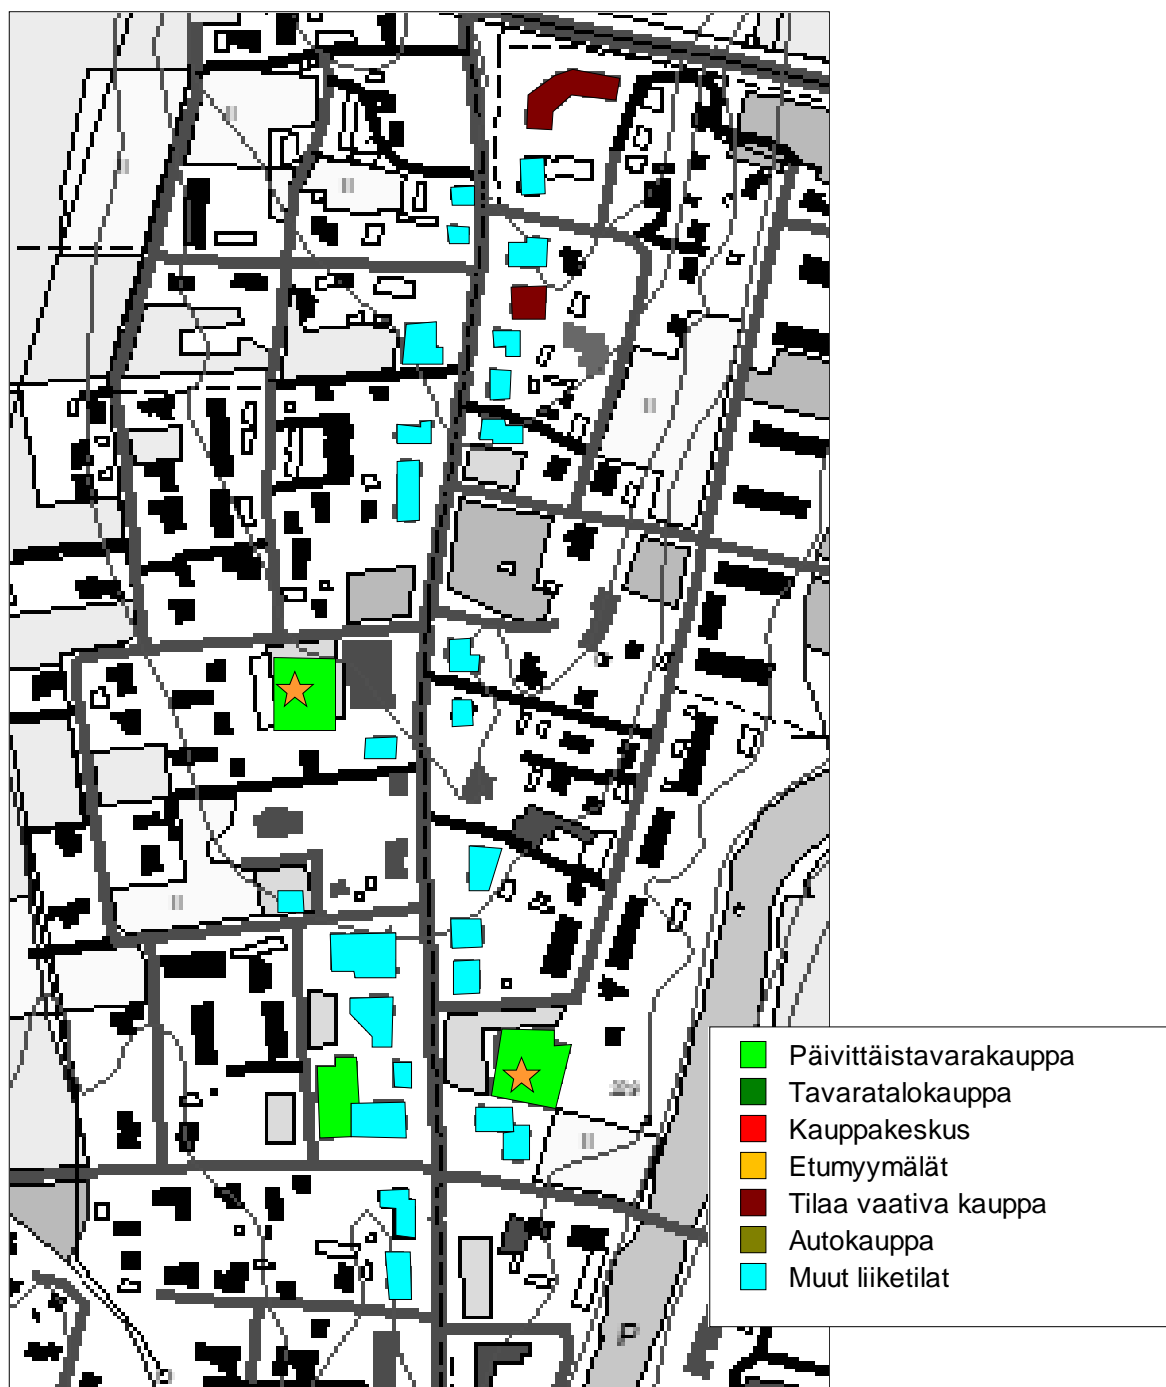 Päivittäistavarakauppa
Tavaratalokauppa
Kauppakeskus
Etumyymälät
Tilaa vaativa kauppa
Autokauppa
Muut liiketilat